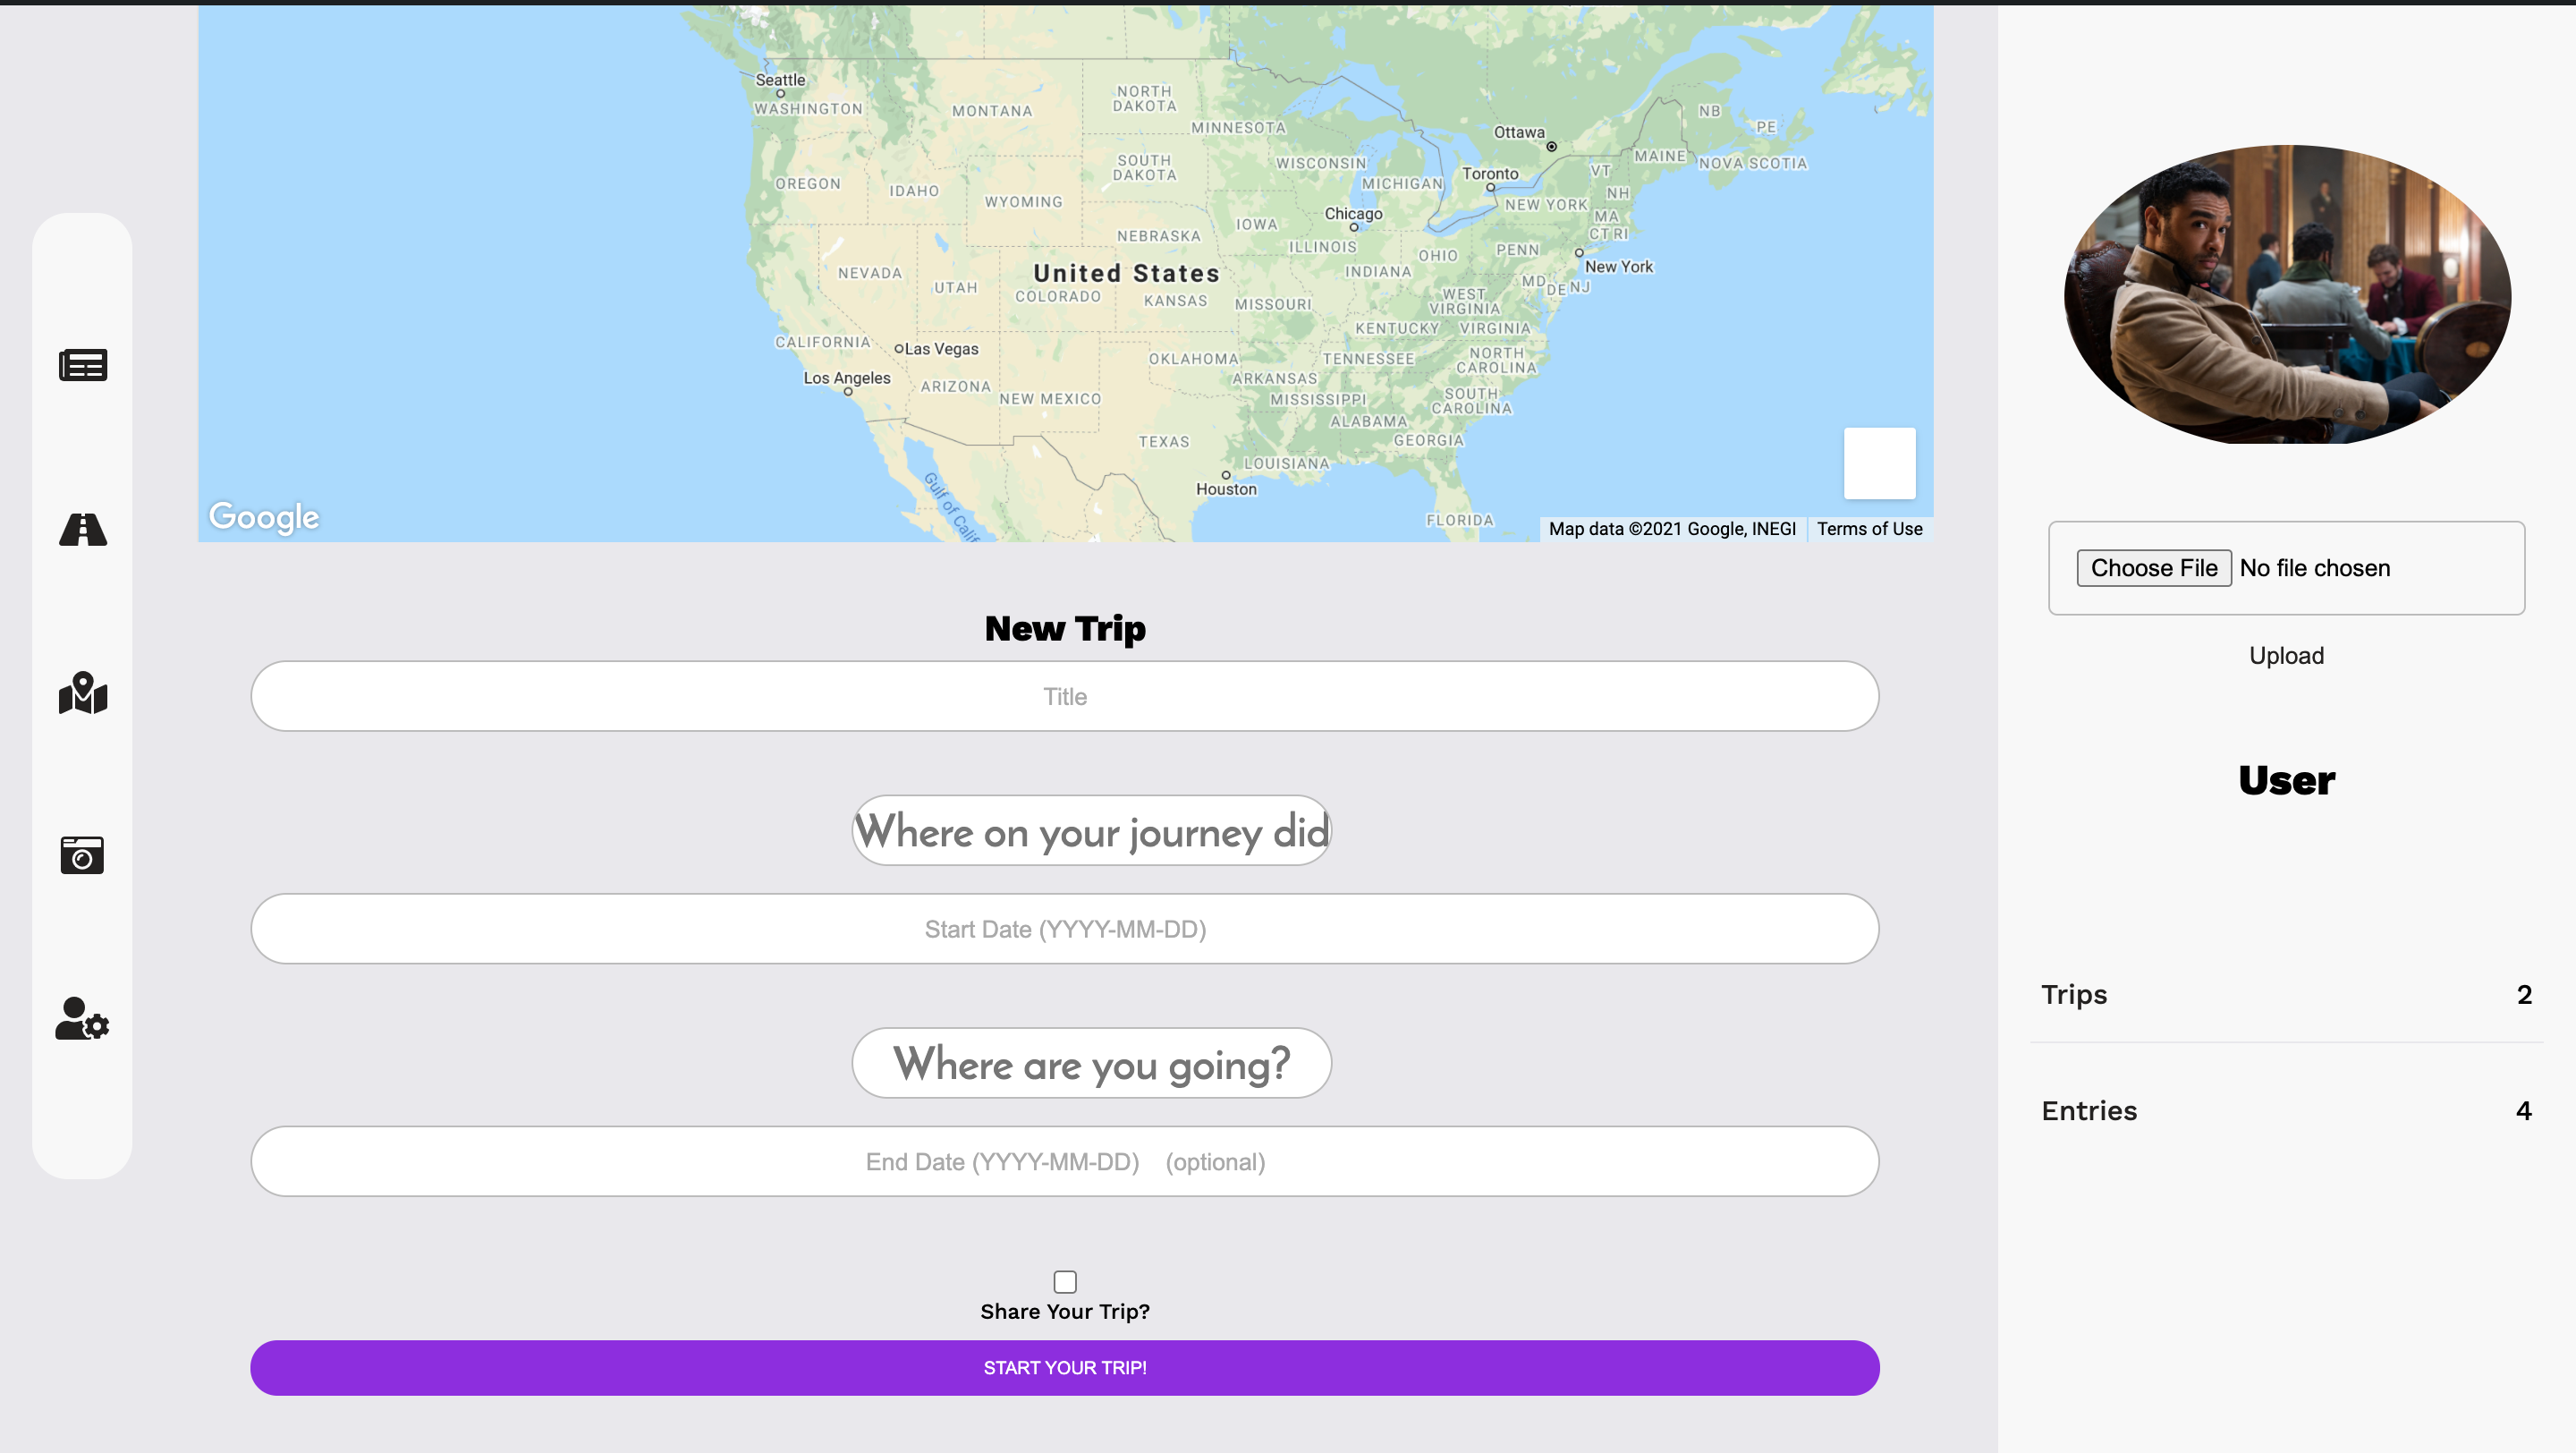 Seattle
WASHINGTON
MONTANA
NORTH
DAKOTA
MINNESOTA
Ottawa
NB
PE
OREGON
IDAHO
WYOMING
SOUTH
DAKOTA
WISCONSIN
MICHIGAN
Toronto
VT
MAINE
NOVA SCOTIA
NH
NEW YORK
MA
CT RI
Chicago
IOWA
NEBRASKA
ILLINOIS
INDIANA
OHIO
PENN
New York
NEVADA
UTAH
United States
COLORADO
KANSAS
MISSOURI
WEST
VIRGINIA
MD
DE
NJ
KENTUCKY
VIRGINIA
CALIFORNIA
Las Vegas
OKLAHOMA
TENNESSEE
NORTH
CAROLINA
Los Angeles
ARIZONA
NEW MEXICO
ARKANSAS
MISSISSIPPI
SOUTH
CAROLINA
ALABAMA
TEXAS
GEORGIA
LOUISIANA
Houston
Gulf of Calif
FLORIDA
Google
Map data ©2021 Google, INEGI
Terms of Use
New Trip
Title
Where on your journey did
Start Date (YYYY-MM-DD)
Where are you going?
End Date (YYYY-MM-DD) (optional)
Share Your Trip?
START YOUR TRIP!
Choose File No file chosen
Upload
User
Trips 2
Entries 4